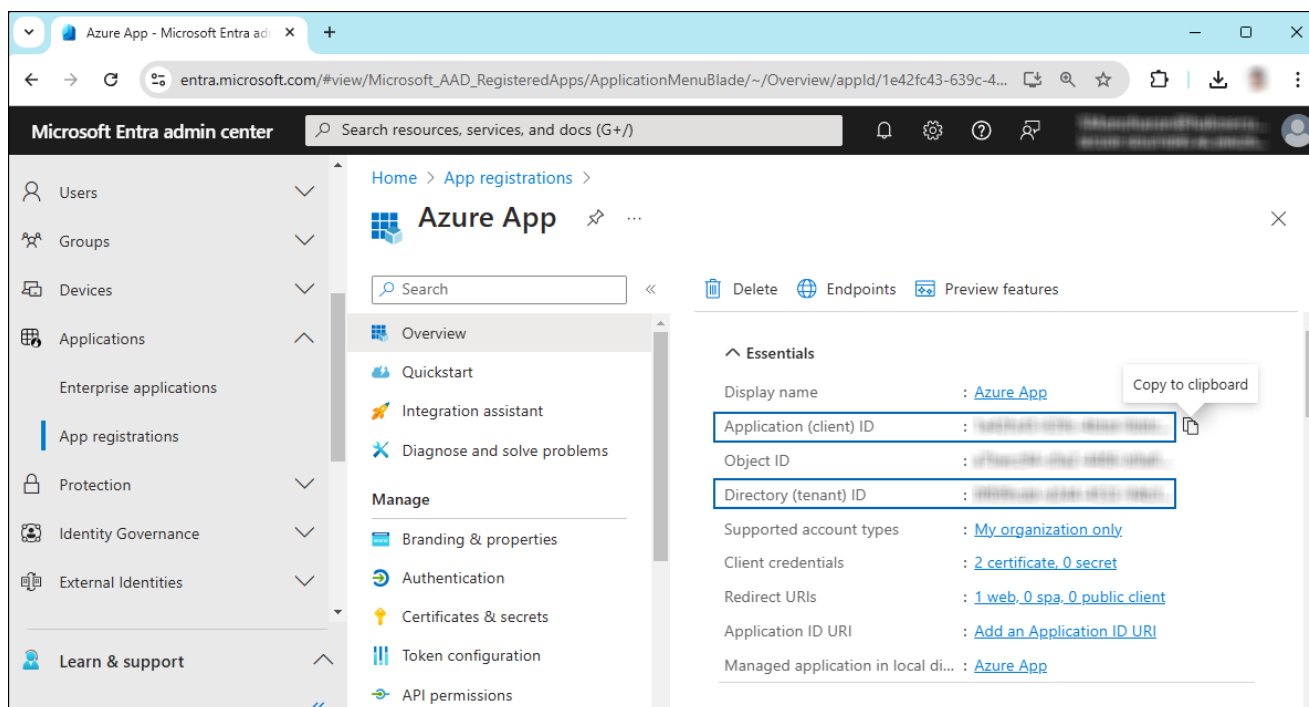 Azure App - Microsoft Entra ad
entra.microsoft.com/#view/Microsoft_AAD_RegisteredApps/ApplicationMenuBlade/~/Overview/appId/1e42fc43-639c-4...
Microsoft Entra admin center
Search resources, services, and docs (G+/)
Users
Groups
Devices
Applications
Enterprise applications
App registrations
Protection
Identity Governance
External Identities
Learn & support
Home > App registrations >
Azure App
...
Search
«
Overview
Quickstart
Integration assistant
Diagnose and solve problems
Manage
Branding & properties
Authentication
Certificates & secrets
Token configuration
API permissions
Delete
Endpoints
Preview features
Essentials
Copy to clipboard
Display name : Azure App
Application (client) ID :
Object ID :
Directory (tenant) ID :
Supported account types : My organization only
Client credentials : 2 certificate, 0 secret
Redirect URIs : 1 web, 0 spa, 0 public client
Application ID URI : Add an Application ID URI
Managed application in local di... : Azure App